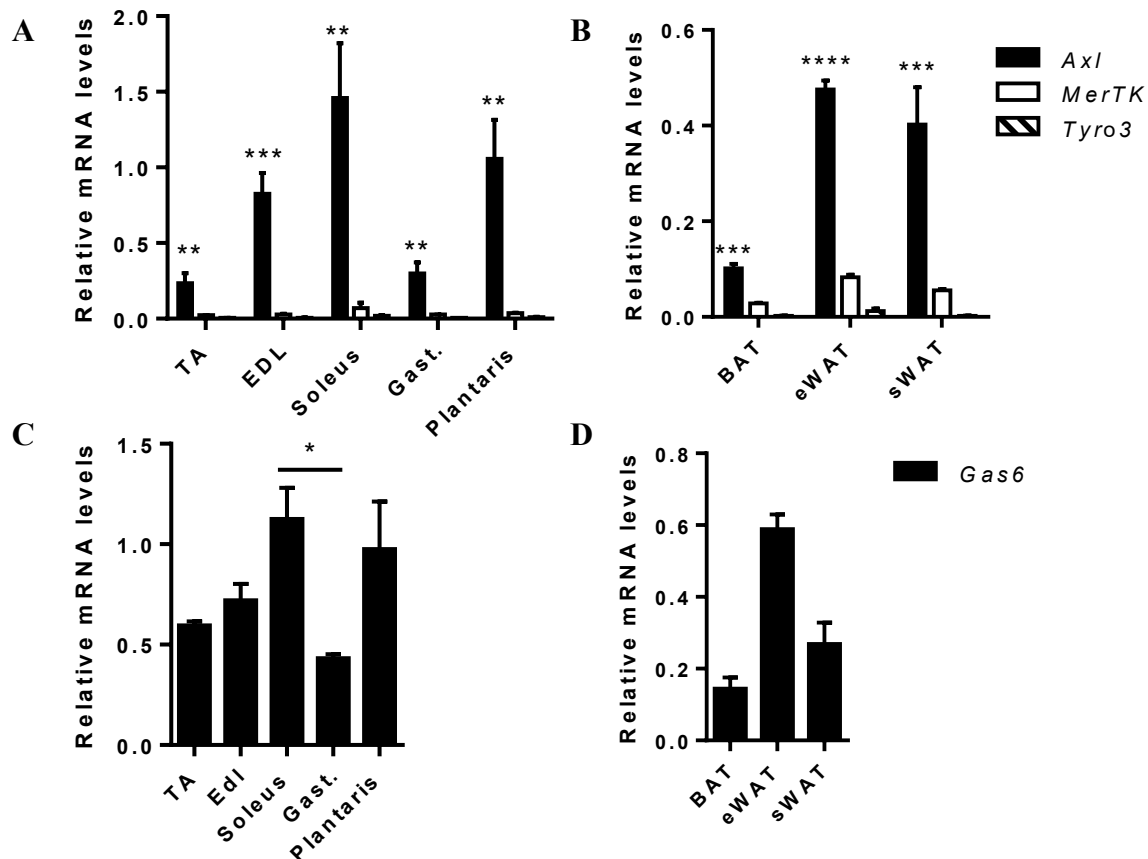 A
Relative mRNA levels
2.0
1.5
1.0
0.5
0.0
**
***
**
**
**
TA
EDL
Soleus
Gast.
Plantaris
B
Relative mRNA levels
0.6
0.4
0.2
0.0
***
****
***
BAT
eWAT
sWAT
Axl
MerTK
Tyro3
C
Relative mRNA levels
1.5
1.0
0.5
0.0
*
TA
Edl
Soleus
Gast.
Plantaris
D
Relative mRNA levels
0.8
0.6
0.4
0.2
0.0
BAT
eWAT
sWAT
Gas6